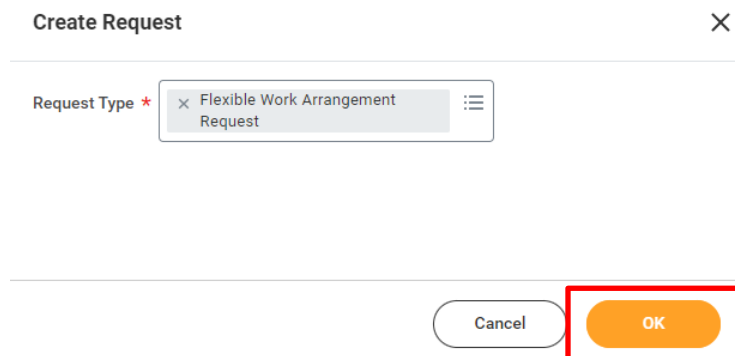 Create Request
Request Type *
Flexible Work Arrangement
Request
Cancel
OK